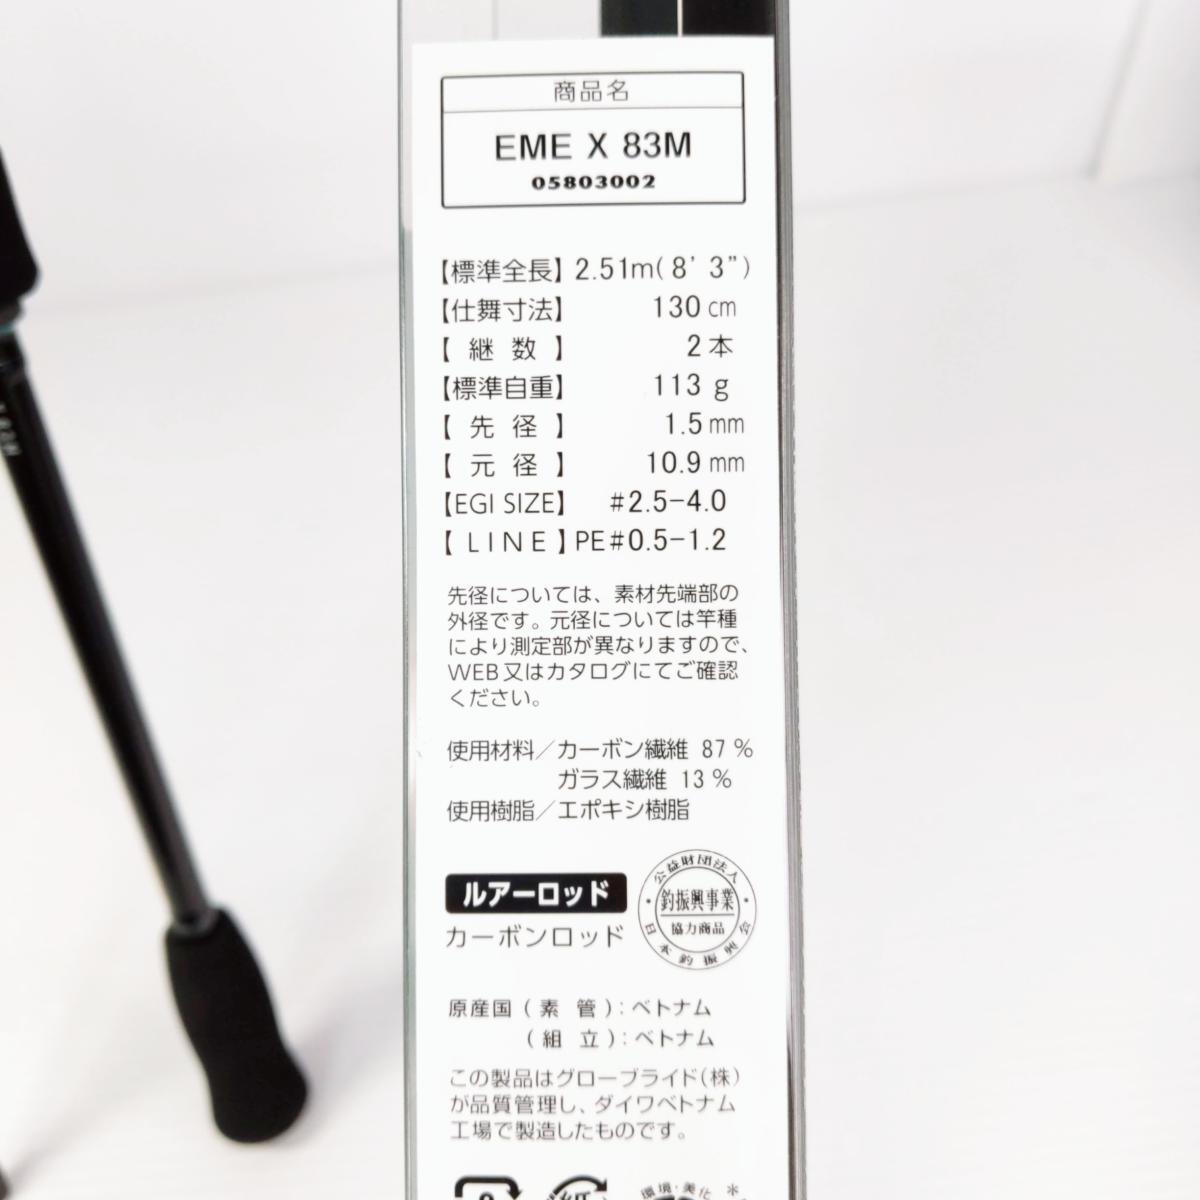 商品名
EME X 83M
05803002
【標準全長】2.51m(8’3”)
【仕舞寸法】 130cm
【 継 数 】 2本
【標準自重】 113g
【 先 径 】 1.5mm
【 元 径 】 10.9mm
【EGI SIZE】 #2.5-4.0
【 LINE 】PE#0.5-1.2
先径については、素材先端部の
外径です。元径については竿種
により測定部が異なりますので、
WEB又はカタログにてご確認
ください。
使用材料／カーボン繊維 87%
ガラス繊維 13%
使用樹脂／エポキシ樹脂
ルアーロッド
カーボンロッド
公益財団法人
釣振興事業
協力商品
日本釣振興会
原産国(素 管):ベトナム
(組 立):ベトナム
この製品はグローブライド(株)
が品質管理し、ダイワベトナム
工場で製造したものです。
環境・美化